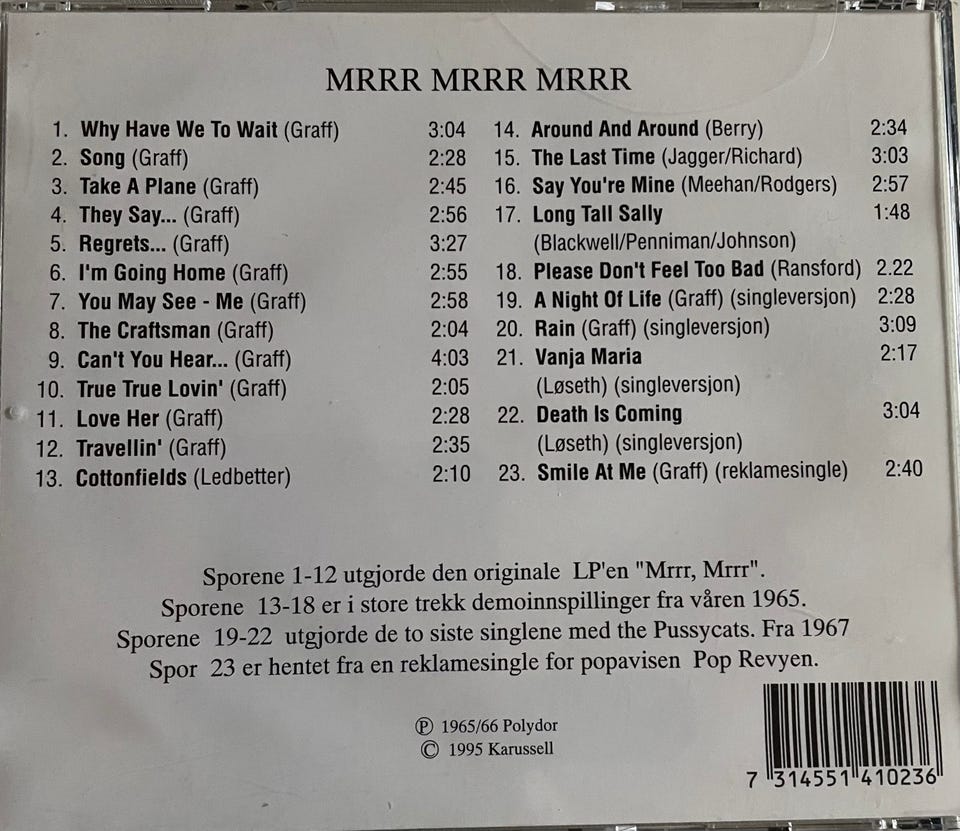 MRRR MRRR MRRR
1. Why Have We To Wait (Graff) 3:04
2. Song (Graff) 2:28
3. Take A Plane (Graff) 2:45
4. They Say... (Graff) 2:56
5. Regrets... (Graff) 3:27
6. I'm Going Home (Graff) 2:55
7. You May See - Me (Graff) 2:58
8. The Craftsman (Graff) 2:04
9. Can't You Hear... (Graff) 4:03
10. True True Lovin' (Graff) 2:05
11. Love Her (Graff) 2:28
12. Travellin' (Graff) 2:35
13. Cottonfields (Ledbetter) 2:10
14. Around And Around (Berry) 2:34
15. The Last Time (Jagger/Richard) 3:03
16. Say You're Mine (Meehan/Rodgers) 2:57
17. Long Tall Sally 1:48
(Blackwell/Penniman/Johnson)
18. Please Don't Feel Too Bad (Ransford) 2.22
19. A Night Of Life (Graff) (singleversjon) 2:28
20. Rain (Graff) (singleversjon) 3:09
21. Vanja Maria 2:17
(Løseth) (singleversjon)
22. Death Is Coming 3:04
(Løseth) (singleversjon)
23. Smile At Me (Graff) (reklamesingle) 2:40
Sporene 1-12 utgjorde den originale LP'en "Mrrr, Mrrr".
Sporene 13-18 er i store trekk demoinnspillinger fra våren 1965.
Sporene 19-22 utgjorde de to siste singlene med the Pussycats. Fra 1967
Spor 23 er hentet fra en reklamesingle for popavisen Pop Revyen.
℗ 1965/66 Polydor
© 1995 Karussell
7 314551 410236